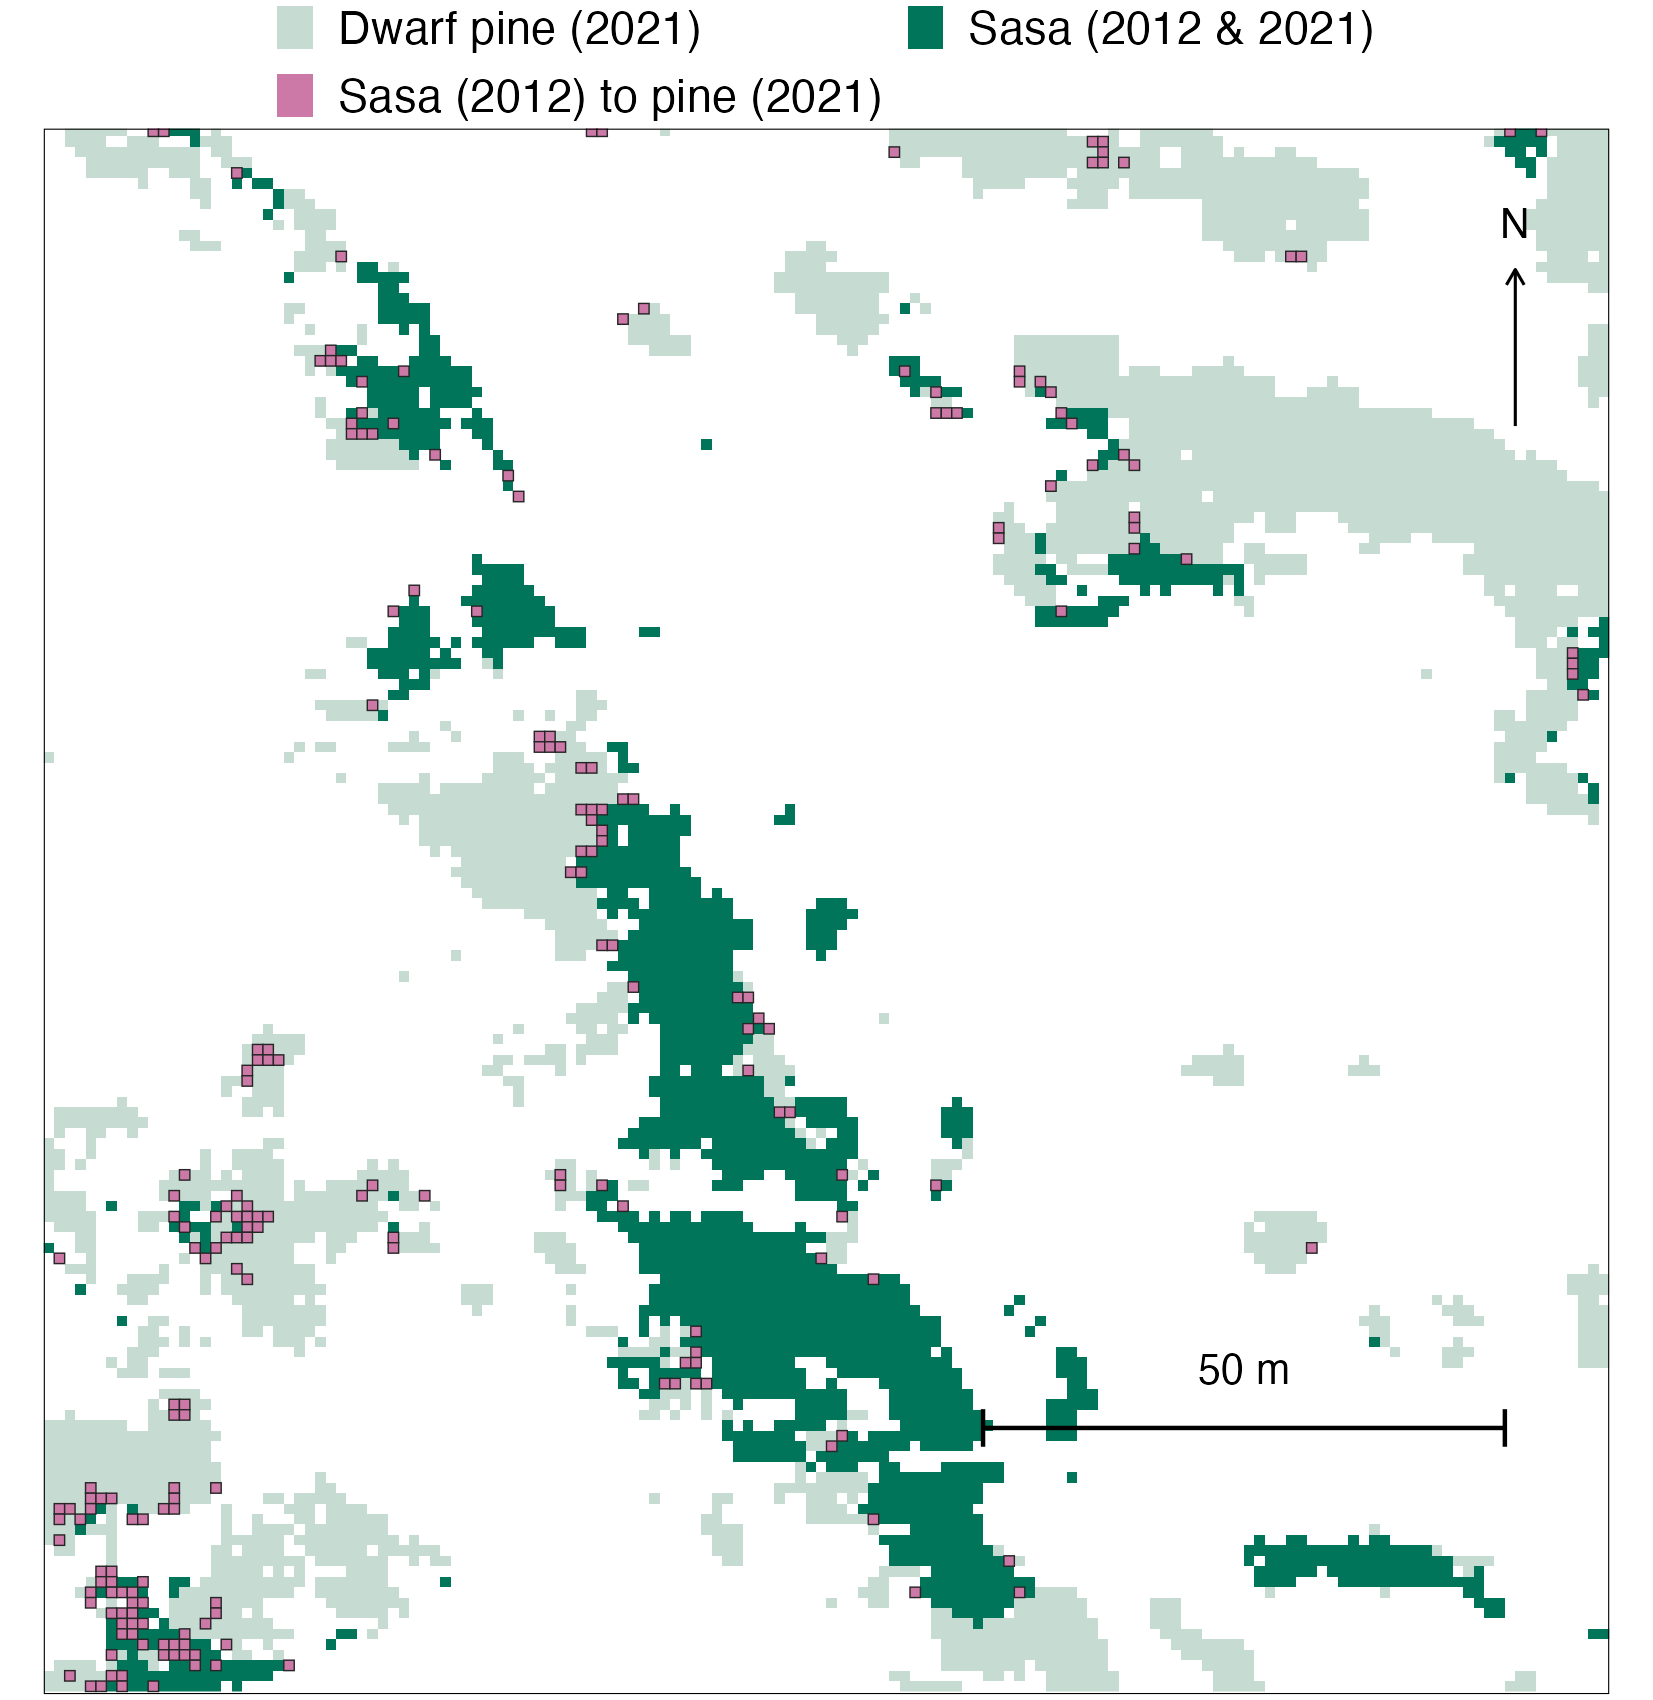 Dwarf pine (2021)
Sasa (2012 & 2021)
Sasa (2012) to pine (2021)
N
50 m